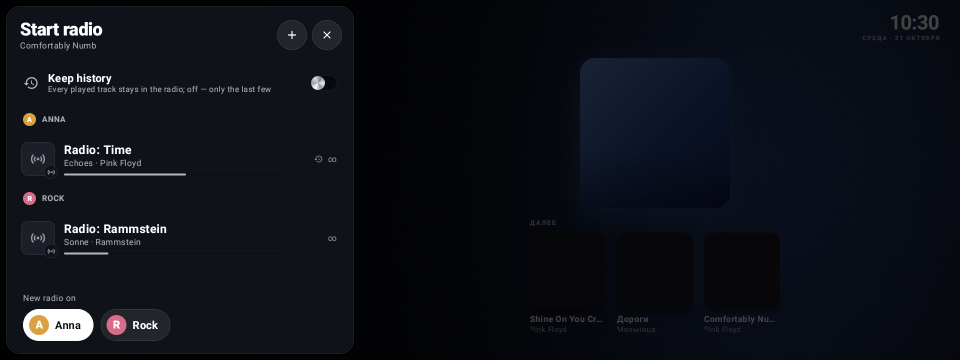 Start radio
Comfortably Numb
Keep history
Every played track stays in the radio; off — only the last few
A ANNA
Radio: Time
Echoes · Pink Floyd
∞
R ROCK
Radio: Rammstein
Sonne · Rammstein
∞
New radio on
A Anna
R Rock
10:30
СРЕДА · 21 ОКТЯБРЯ
ДАЛЕЕ
Shine On You Cr...
Pink Floyd
Дороги
Мельница
Comfortably Nu...
Pink Floyd